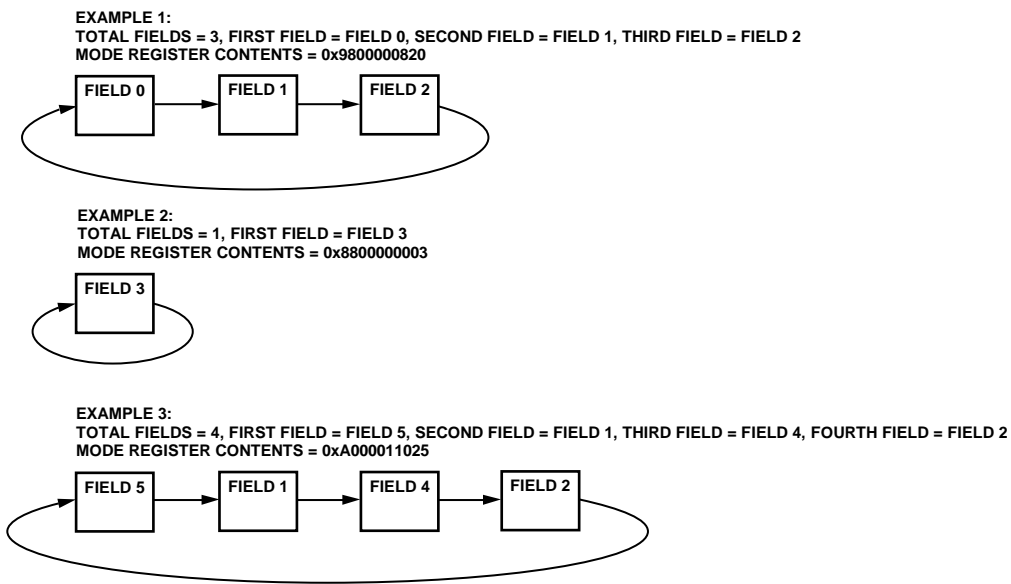 EXAMPLE 1:
TOTAL FIELDS = 3, FIRST FIELD = FIELD 0, SECOND FIELD = FIELD 1, THIRD FIELD = FIELD 2
MODE REGISTER CONTENTS = 0x9800000820
FIELD 0 FIELD 1 FIELD 2
EXAMPLE 2:
TOTAL FIELDS = 1, FIRST FIELD = FIELD 3
MODE REGISTER CONTENTS = 0x8800000003
FIELD 3
EXAMPLE 3:
TOTAL FIELDS = 4, FIRST FIELD = FIELD 5, SECOND FIELD = FIELD 1, THIRD FIELD = FIELD 4, FOURTH FIELD = FIELD 2
MODE REGISTER CONTENTS = 0xA000011025
FIELD 5 FIELD 1 FIELD 4 FIELD 2